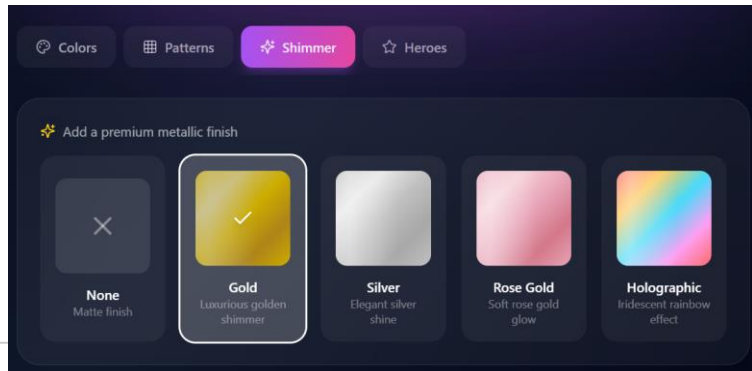 Colors Patterns Shimmer Heroes
Add a premium metallic finish
None
Matte finish
Gold
Luxurious golden
shimmer
Silver
Elegant silver
shine
Rose Gold
Soft rose gold
glow
Holographic
Iridescent rainbow
effect